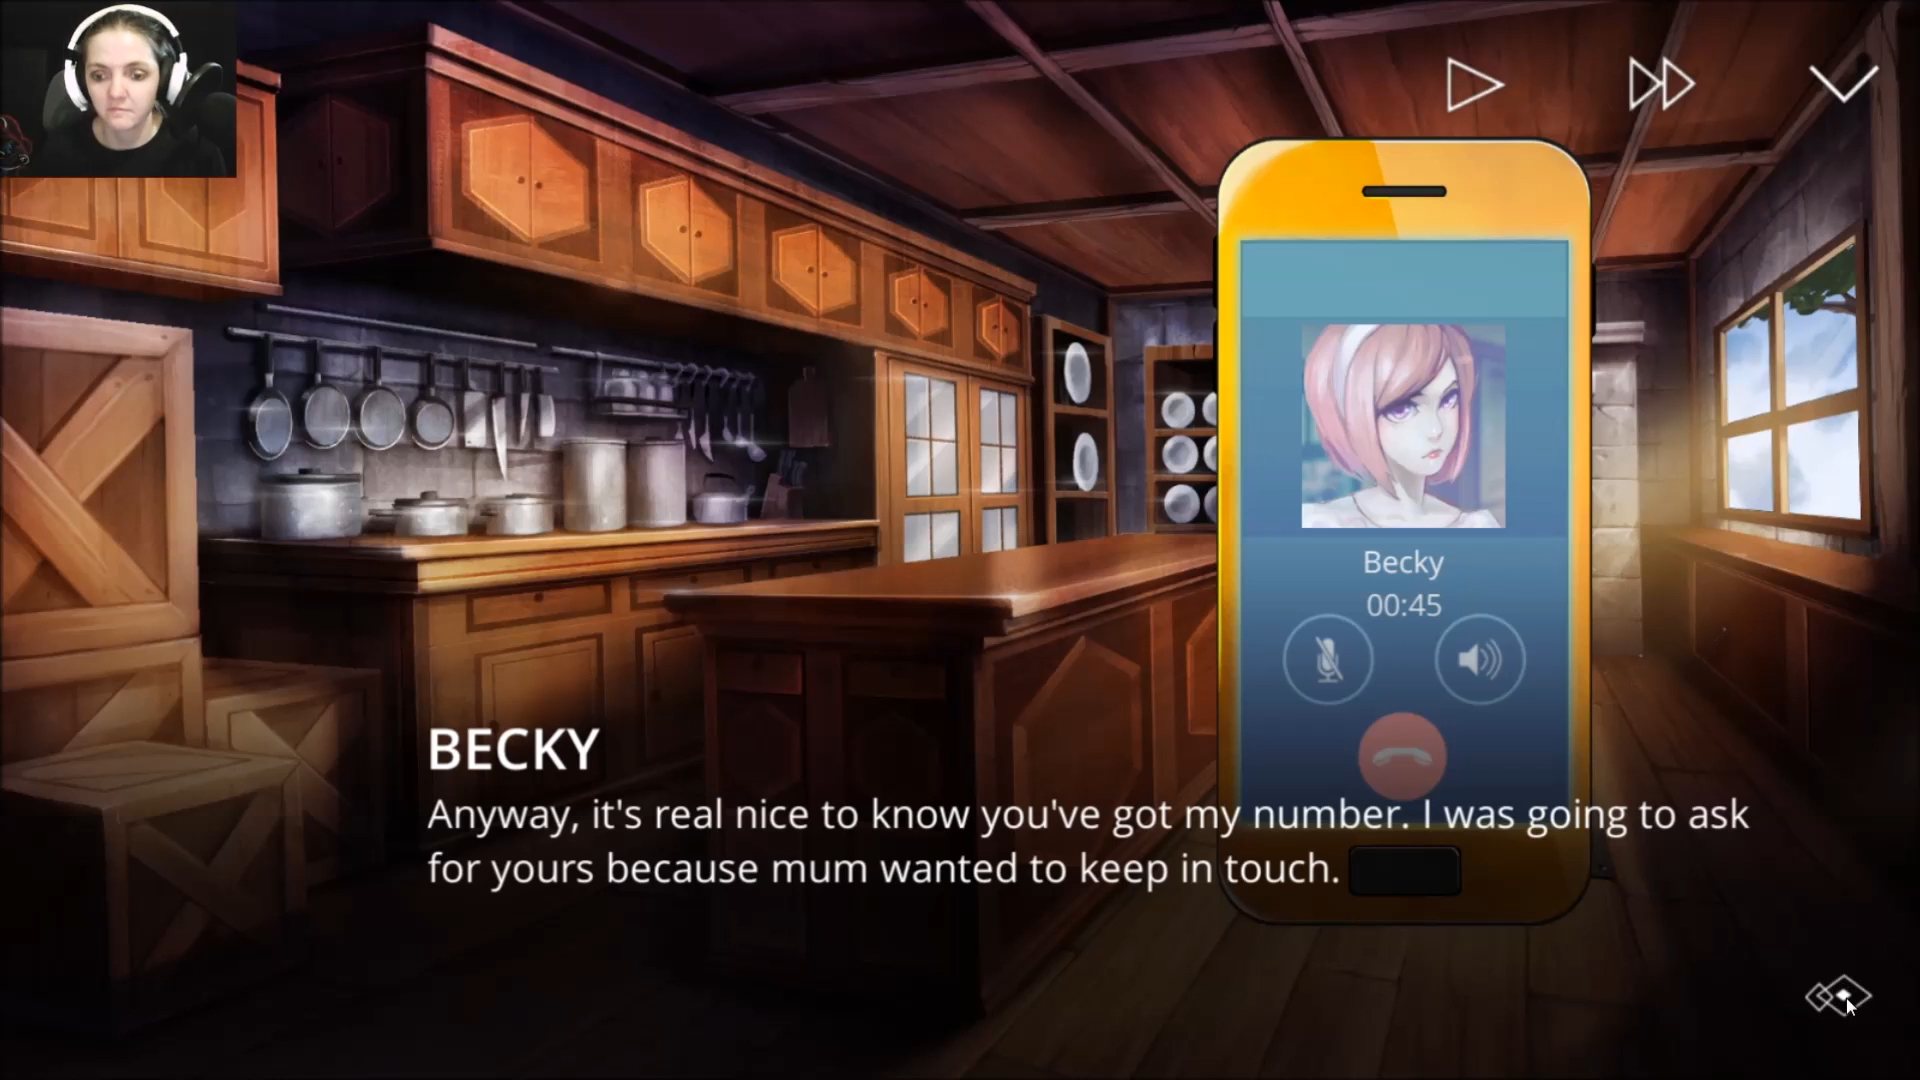 Becky
00:45
BECKY
Anyway, it's real nice to know you've got my number. I was going to ask
for yours because mum wanted to keep in touch.